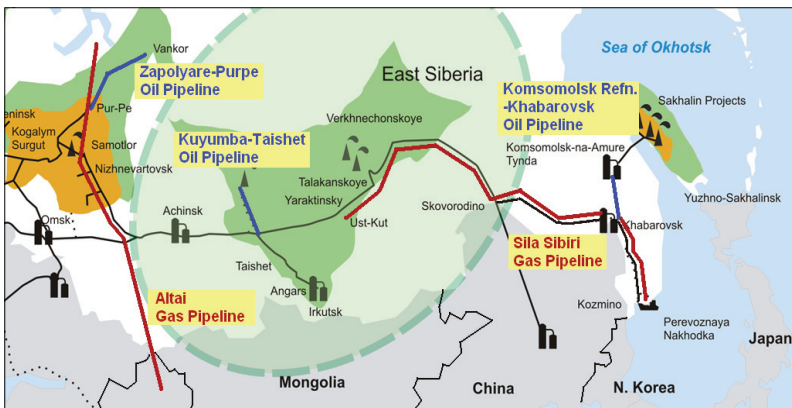 Sea of Okhotsk
Vankor
Zapolyare-Purpe
Oil Pipeline
East Siberia
Komsomolsk Refn.
-Khabarovsk
Oil Pipeline
Sakhalin Projects
eninsk
Pur-Pe
Kogalym
Surgut
Samotlor
Nizhnevartovsk
Kuyumba-Taishet
Oil Pipeline
Verkhnechonskoye
Komsomolsk-na-Amure
Tynda
Talakanskoye
Yaraktinsky
Ust-Kut
Skovorodino
Yuzhno-Sakhalinsk
Omsk
Achinsk
Khabarovsk
Sila Sibiri
Gas Pipeline
Taishet
Angars
Irkutsk
Altai
Gas Pipeline
Kozmino
Perevoznaya
Nakhodka
Japan
Mongolia
China
N. Korea